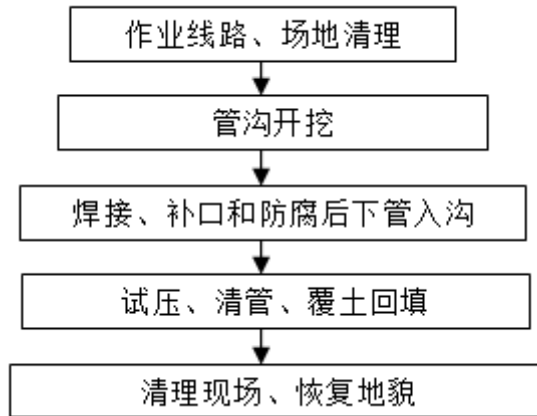 作业线路、场地清理
管沟开挖
焊接、补口和防腐后下管入沟
试压、清管、覆土回填
清理现场、恢复地貌